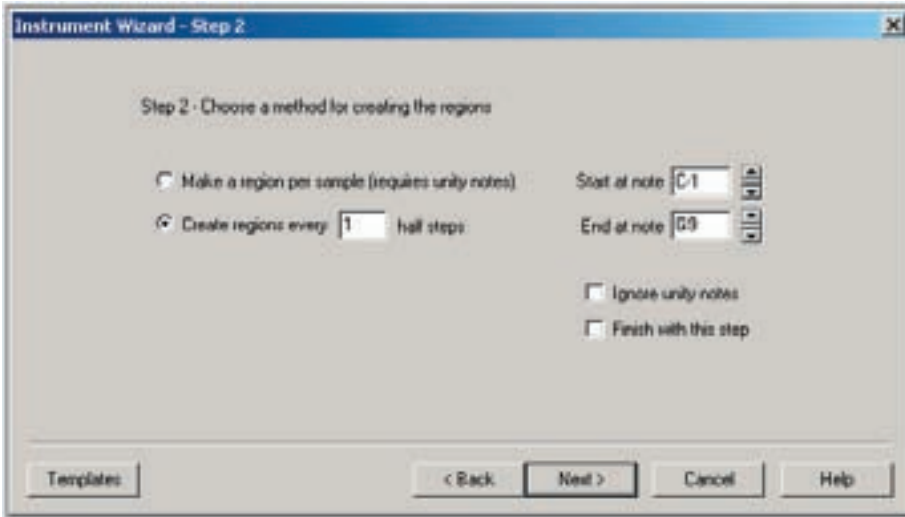 Instrument Wizard - Step 2
Step 2 - Choose a method for creating the regions
Make a region per sample (requires unity notes)
Start at note C-1
Create regions every 1 half steps
End at note G9
Ignore unity notes
Finish with this step
Templates
< Back
Next >
Cancel
Help